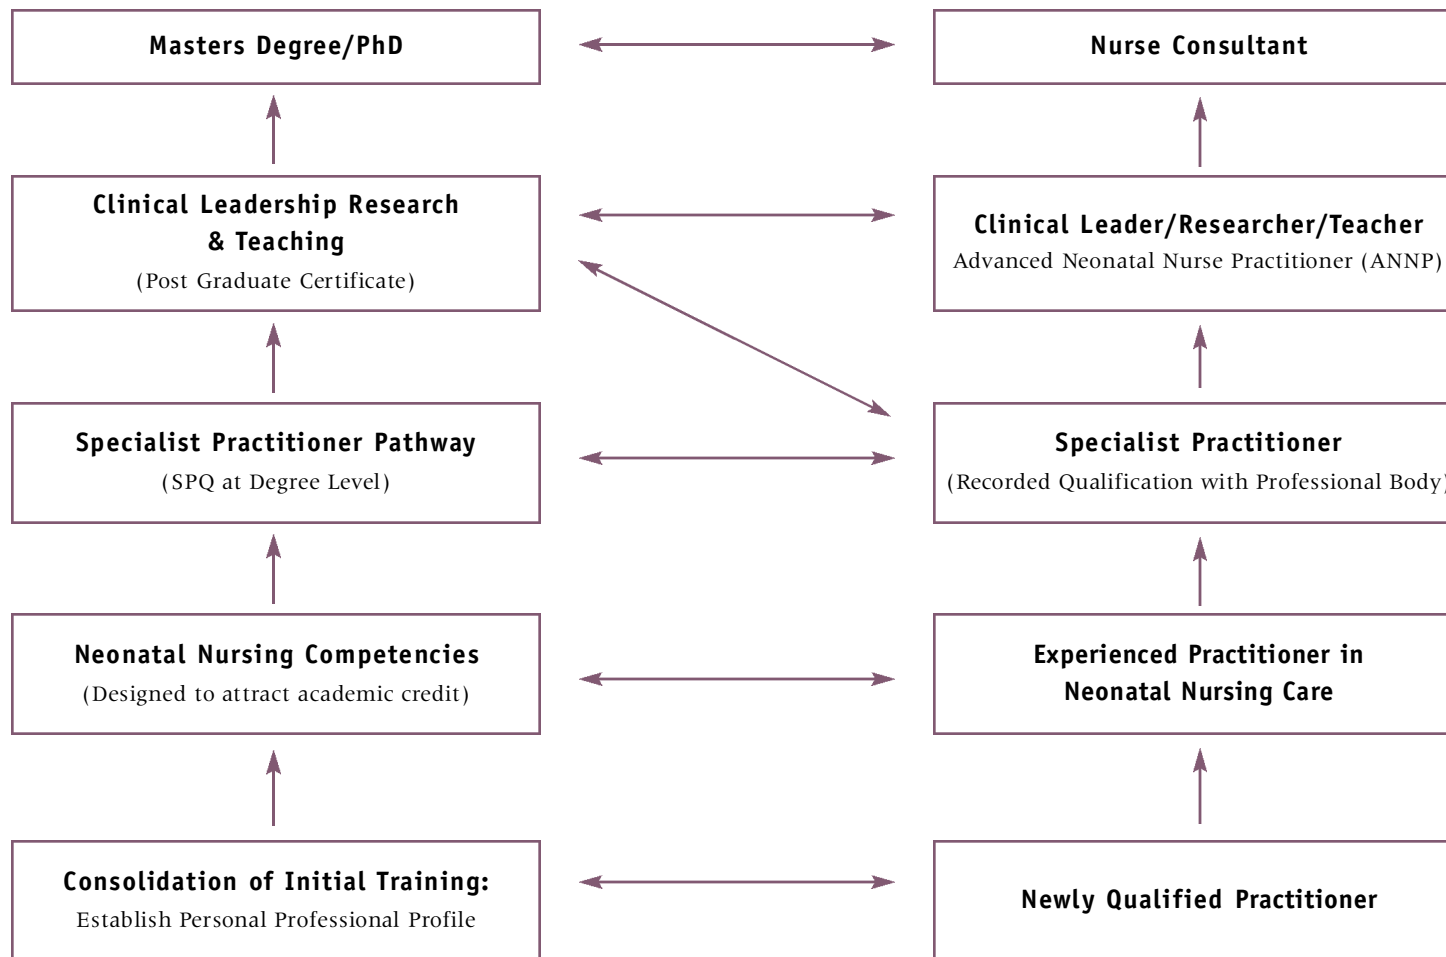 Masters Degree/PhD
Nurse Consultant
Clinical Leadership Research
& Teaching
(Post Graduate Certificate)
Clinical Leader/Researcher/Teacher
Advanced Neonatal Nurse Practitioner (ANNP)
Specialist Practitioner Pathway
(SPQ at Degree Level)
Specialist Practitioner
(Recorded Qualification with Professional Body)
Neonatal Nursing Competencies
(Designed to attract academic credit)
Experienced Practitioner in
Neonatal Nursing Care
Consolidation of Initial Training:
Establish Personal Professional Profile
Newly Qualified Practitioner